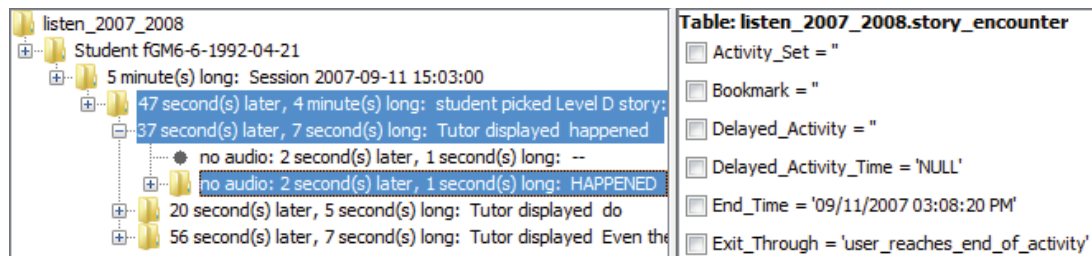 listen_2007_2008
Student fGM6-6-1992-04-21
5 minute(s) long: Session 2007-09-11 15:03:00
47 second(s) later, 4 minute(s) long: student picked Level D story:
37 second(s) later, 7 second(s) long: Tutor displayed happened
no audio: 2 second(s) later, 1 second(s) long: --
no audio: 2 second(s) later, 1 second(s) long: HAPPENED
20 second(s) later, 5 second(s) long: Tutor displayed do
56 second(s) later, 7 second(s) long: Tutor displayed Even the
Table: listen_2007_2008.story_encounter
Activity_Set = ''
Bookmark = ''
Delayed_Activity = ''
Delayed_Activity_Time = 'NULL'
End_Time = '09/11/2007 03:08:20 PM'
Exit_Through = 'user_reaches_end_of_activity'